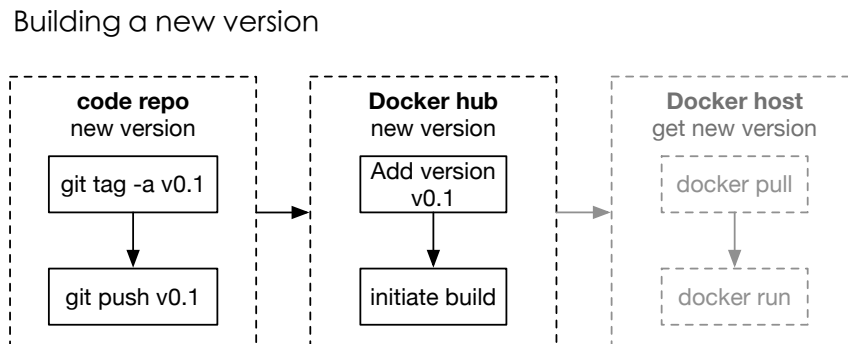 Building a new version
code repo
new version
git tag -a v0.1
git push v0.1
Docker hub
new version
Add version
v0.1
initiate build
Docker host
get new version
docker pull
docker run